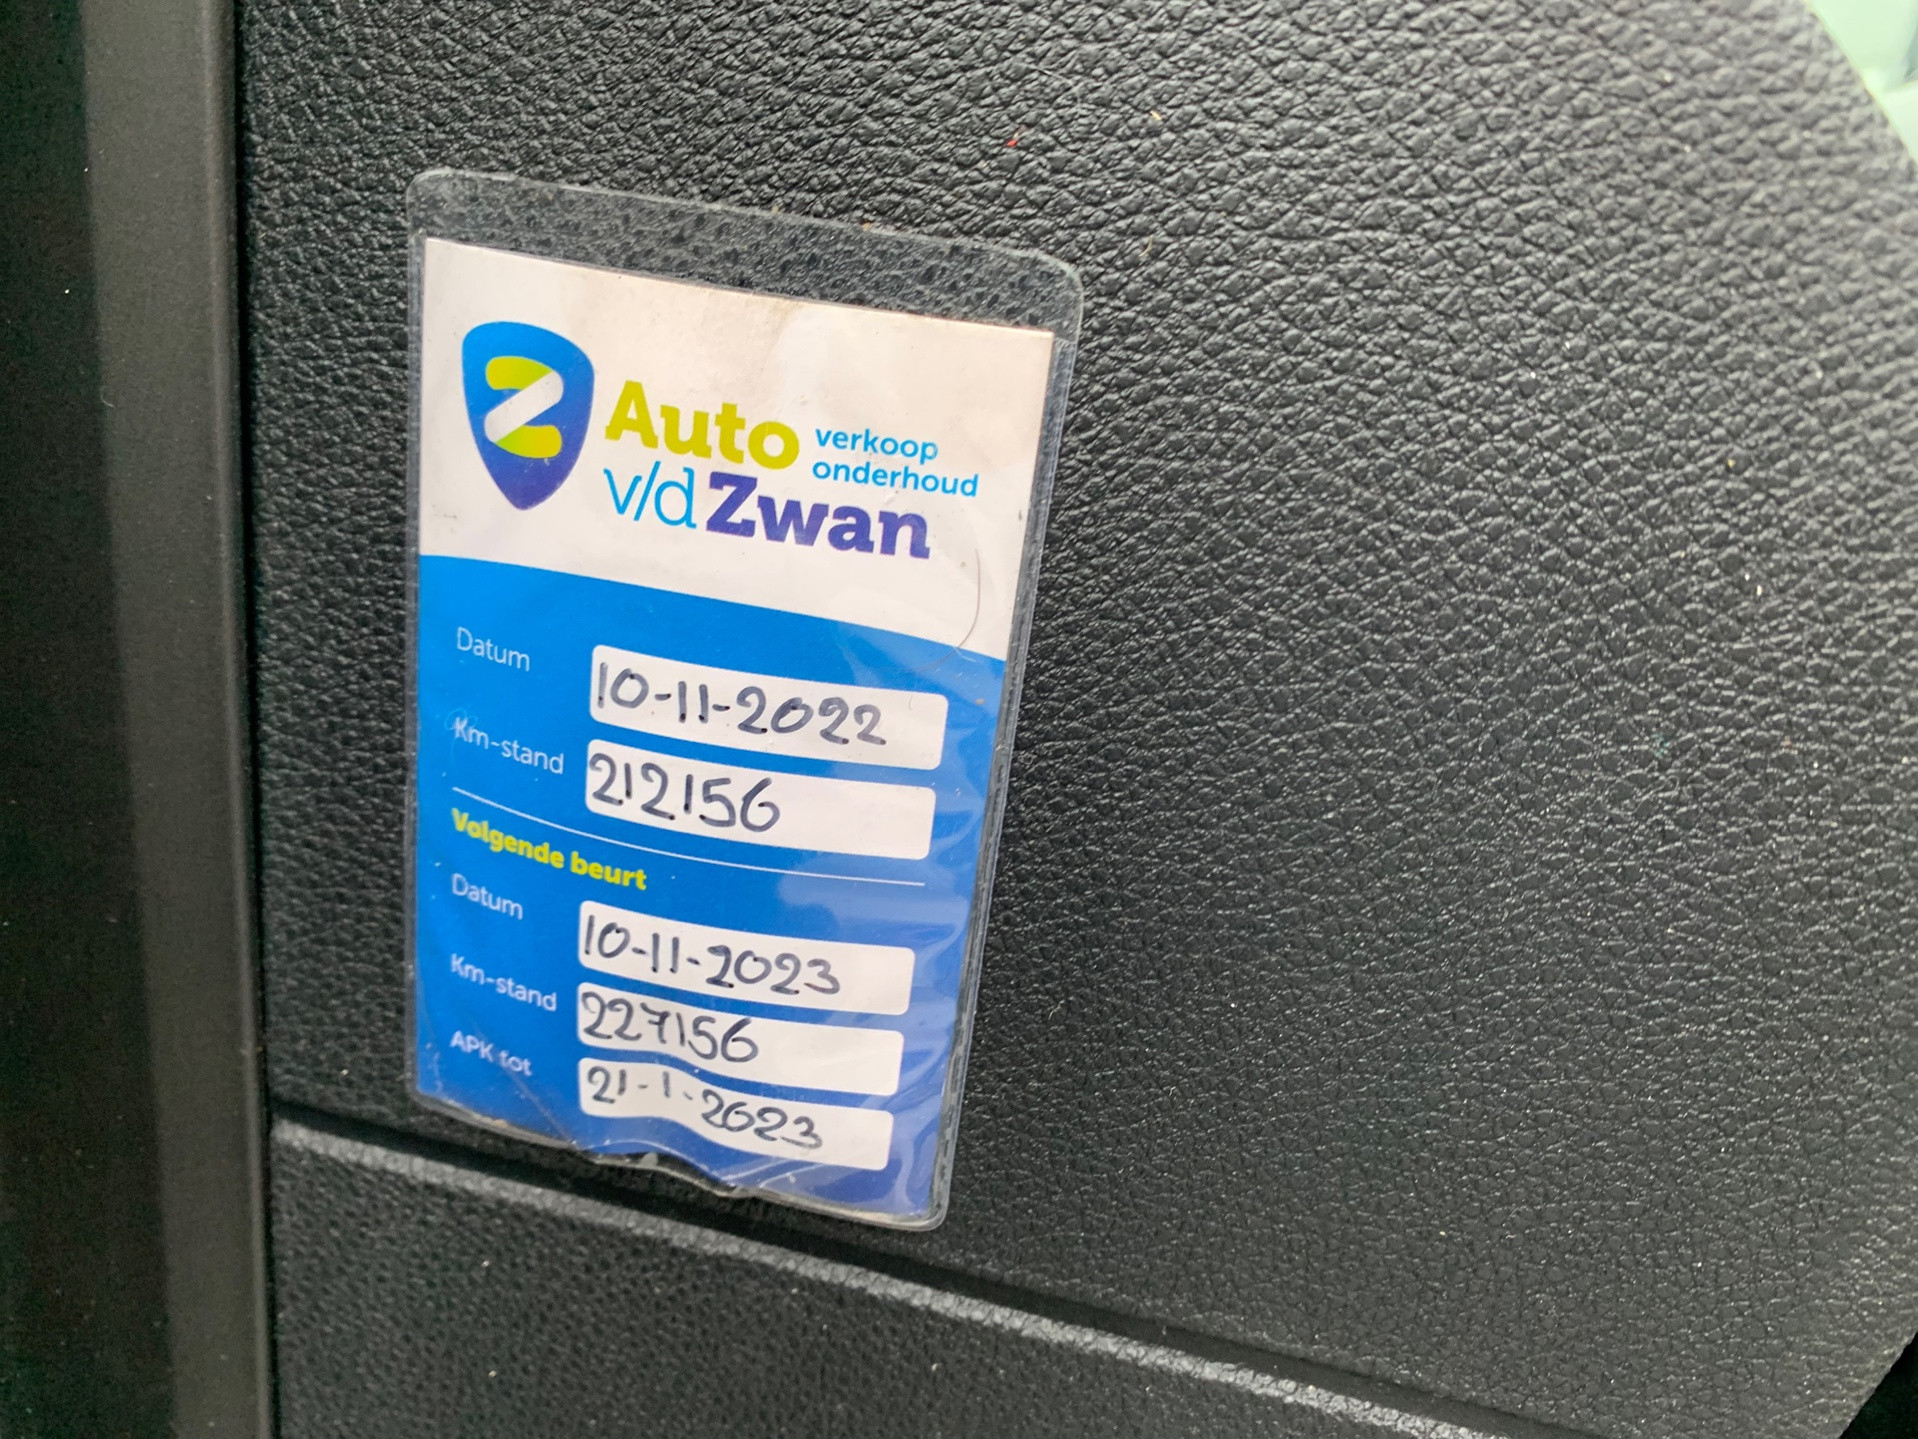 Auto verkoop
onderhoud
v/d Zwan
Datum 10-11-2022
Km-stand 212156
Volgende beurt
Datum 10-11-2023
Km-stand 227156
APK tot 21-1-2023